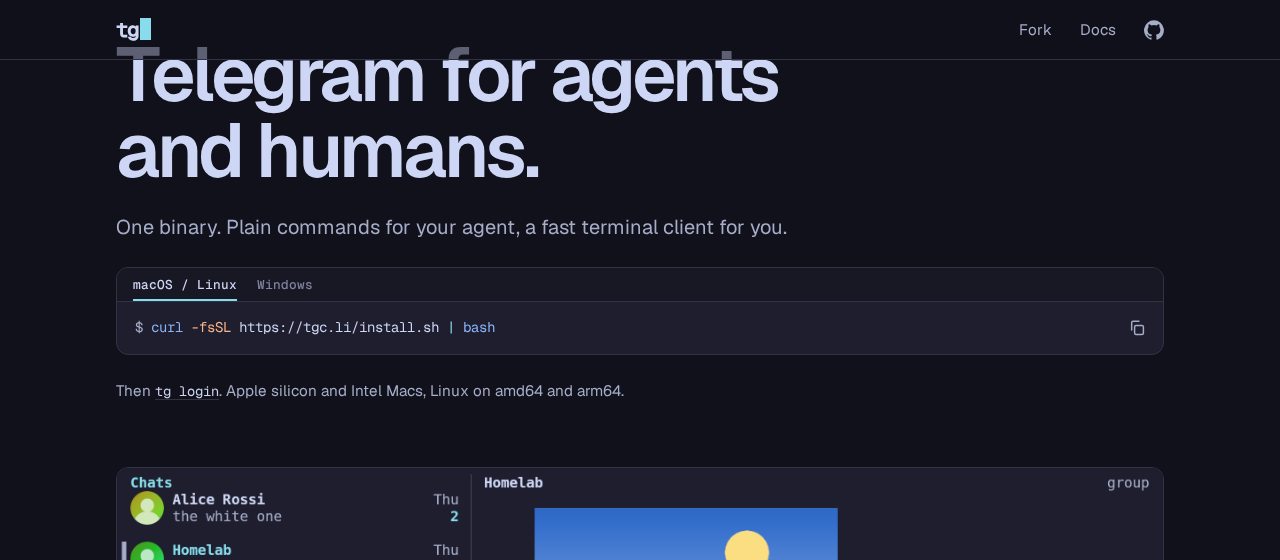 tg
Fork
Docs
Telegram for agents
and humans.
One binary. Plain commands for your agent, a fast terminal client for you.
macOS / Linux
Windows
$ curl -fsSL https://tgc.li/install.sh | bash
Then tg login. Apple silicon and Intel Macs, Linux on amd64 and arm64.
Chats
Alice Rossi Thu
the white one 2
Homelab Thu
Homelab group